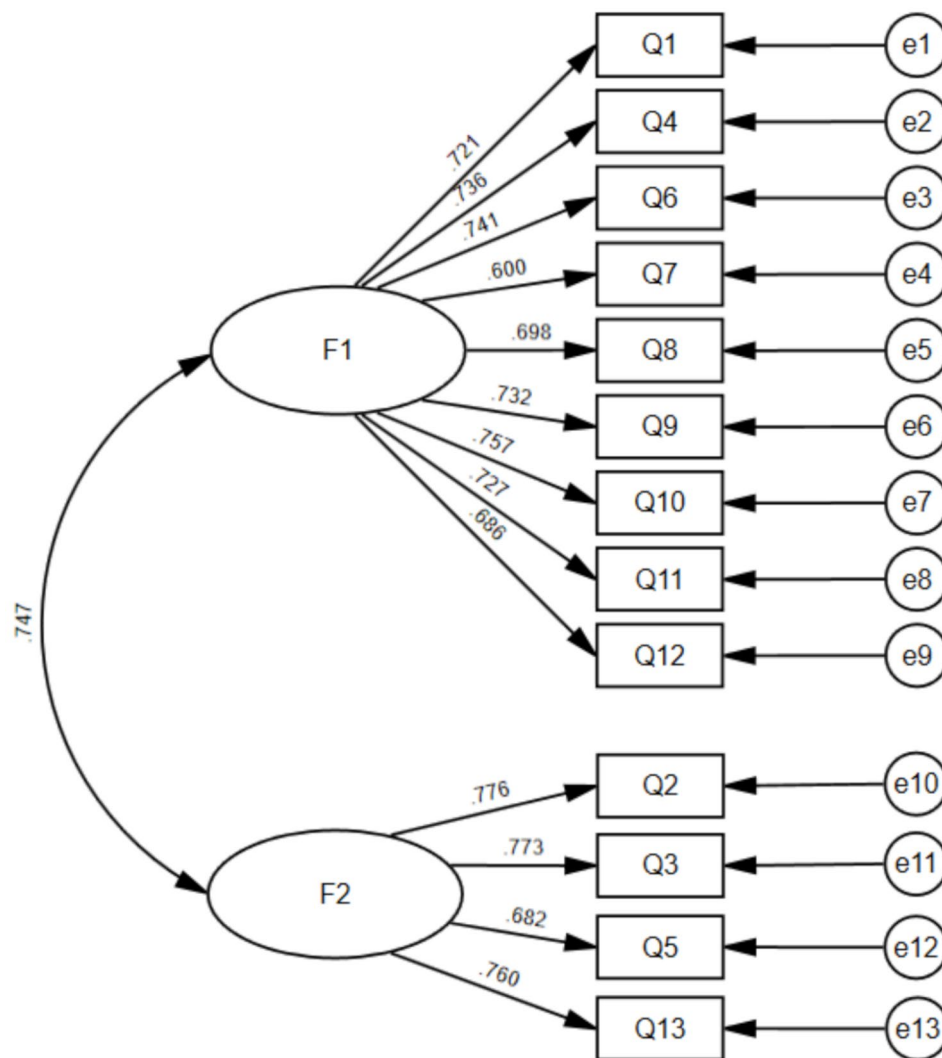 Q1
e1
Q4
e2
.721
.736
Q6
e3
.741
.600
Q7
e4
F1
.698
Q8
e5
.732
Q9
e6
.757
.727
.686
Q10
e7
Q11
e8
.747
Q12
e9
.776
Q2
e10
.773
Q3
e11
F2
.682
Q5
e12
.760
Q13
e13